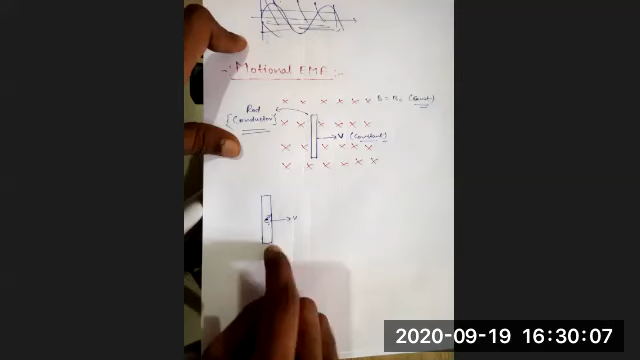 -: Motional EMF :-
B = B₀ (Const)
Rod
[Conductor]
V (Constant)
V
2020-09-19 16:30:07